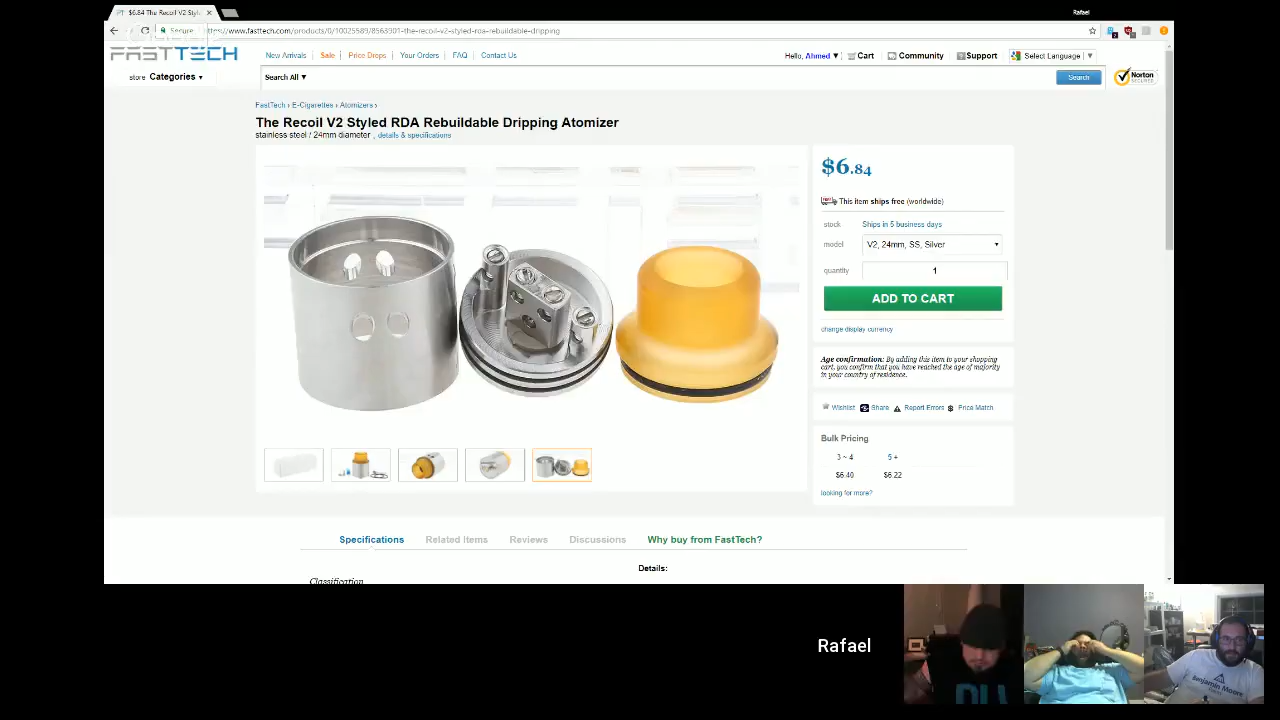 $6.84 The Recoil V2 Styl
Rafael
Secure
https://www.fasttech.com/products/0/10025589/8563901-the-recoil-v2-styled-rda-rebuildable-dripping
FASTTECH
New Arrivals
Sale
Price Drops
Your Orders
FAQ
Contact Us
Hello, Ahmed ▼
Cart
Community
Support
Select Language ▼
store Categories ▼
Search All ▼
Search
Norton
SECURED
FastTech › E-Cigarettes › Atomizers ›
The Recoil V2 Styled RDA Rebuildable Dripping Atomizer
stainless steel / 24mm diameter , details & specifications
$6.84
This item ships free (worldwide)
stock Ships in 5 business days
model V2, 24mm, SS, Silver
quantity 1
ADD TO CART
change display currency
Age confirmation: By adding this item to your shopping
cart, you confirm that you have reached the age of majority
in your country of residence.
Wishlist Share Report Errors Price Match
Bulk Pricing
3 ~ 4 5 +
$6.40 $6.22
looking for more?
Specifications
Related Items
Reviews
Discussions
Why buy from FastTech?
Details:
Classification
Rafael
Benjamin Moore